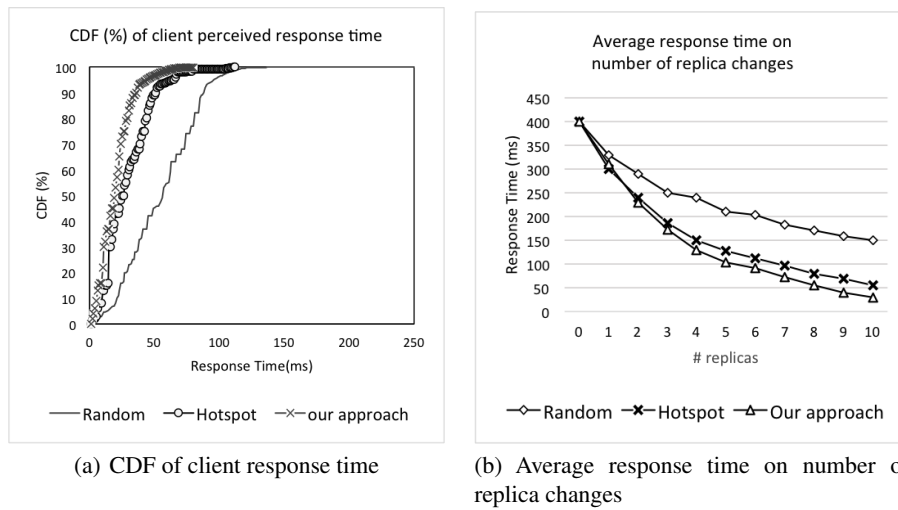 CDF (%) of client perceived response time
CDF (%)
100
90
80
70
60
50
40
30
20
10
0
0 50 100 150 200 250
Response Time(ms)
Random Hotspot our approach
(a) CDF of client response time
Average response time on
number of replica changes
Response Time (ms)
450
400
350
300
250
200
150
100
50
0
0 1 2 3 4 5 6 7 8 9 10
# replicas
Random Hotspot Our approach
(b) Average response time on number o
replica changes